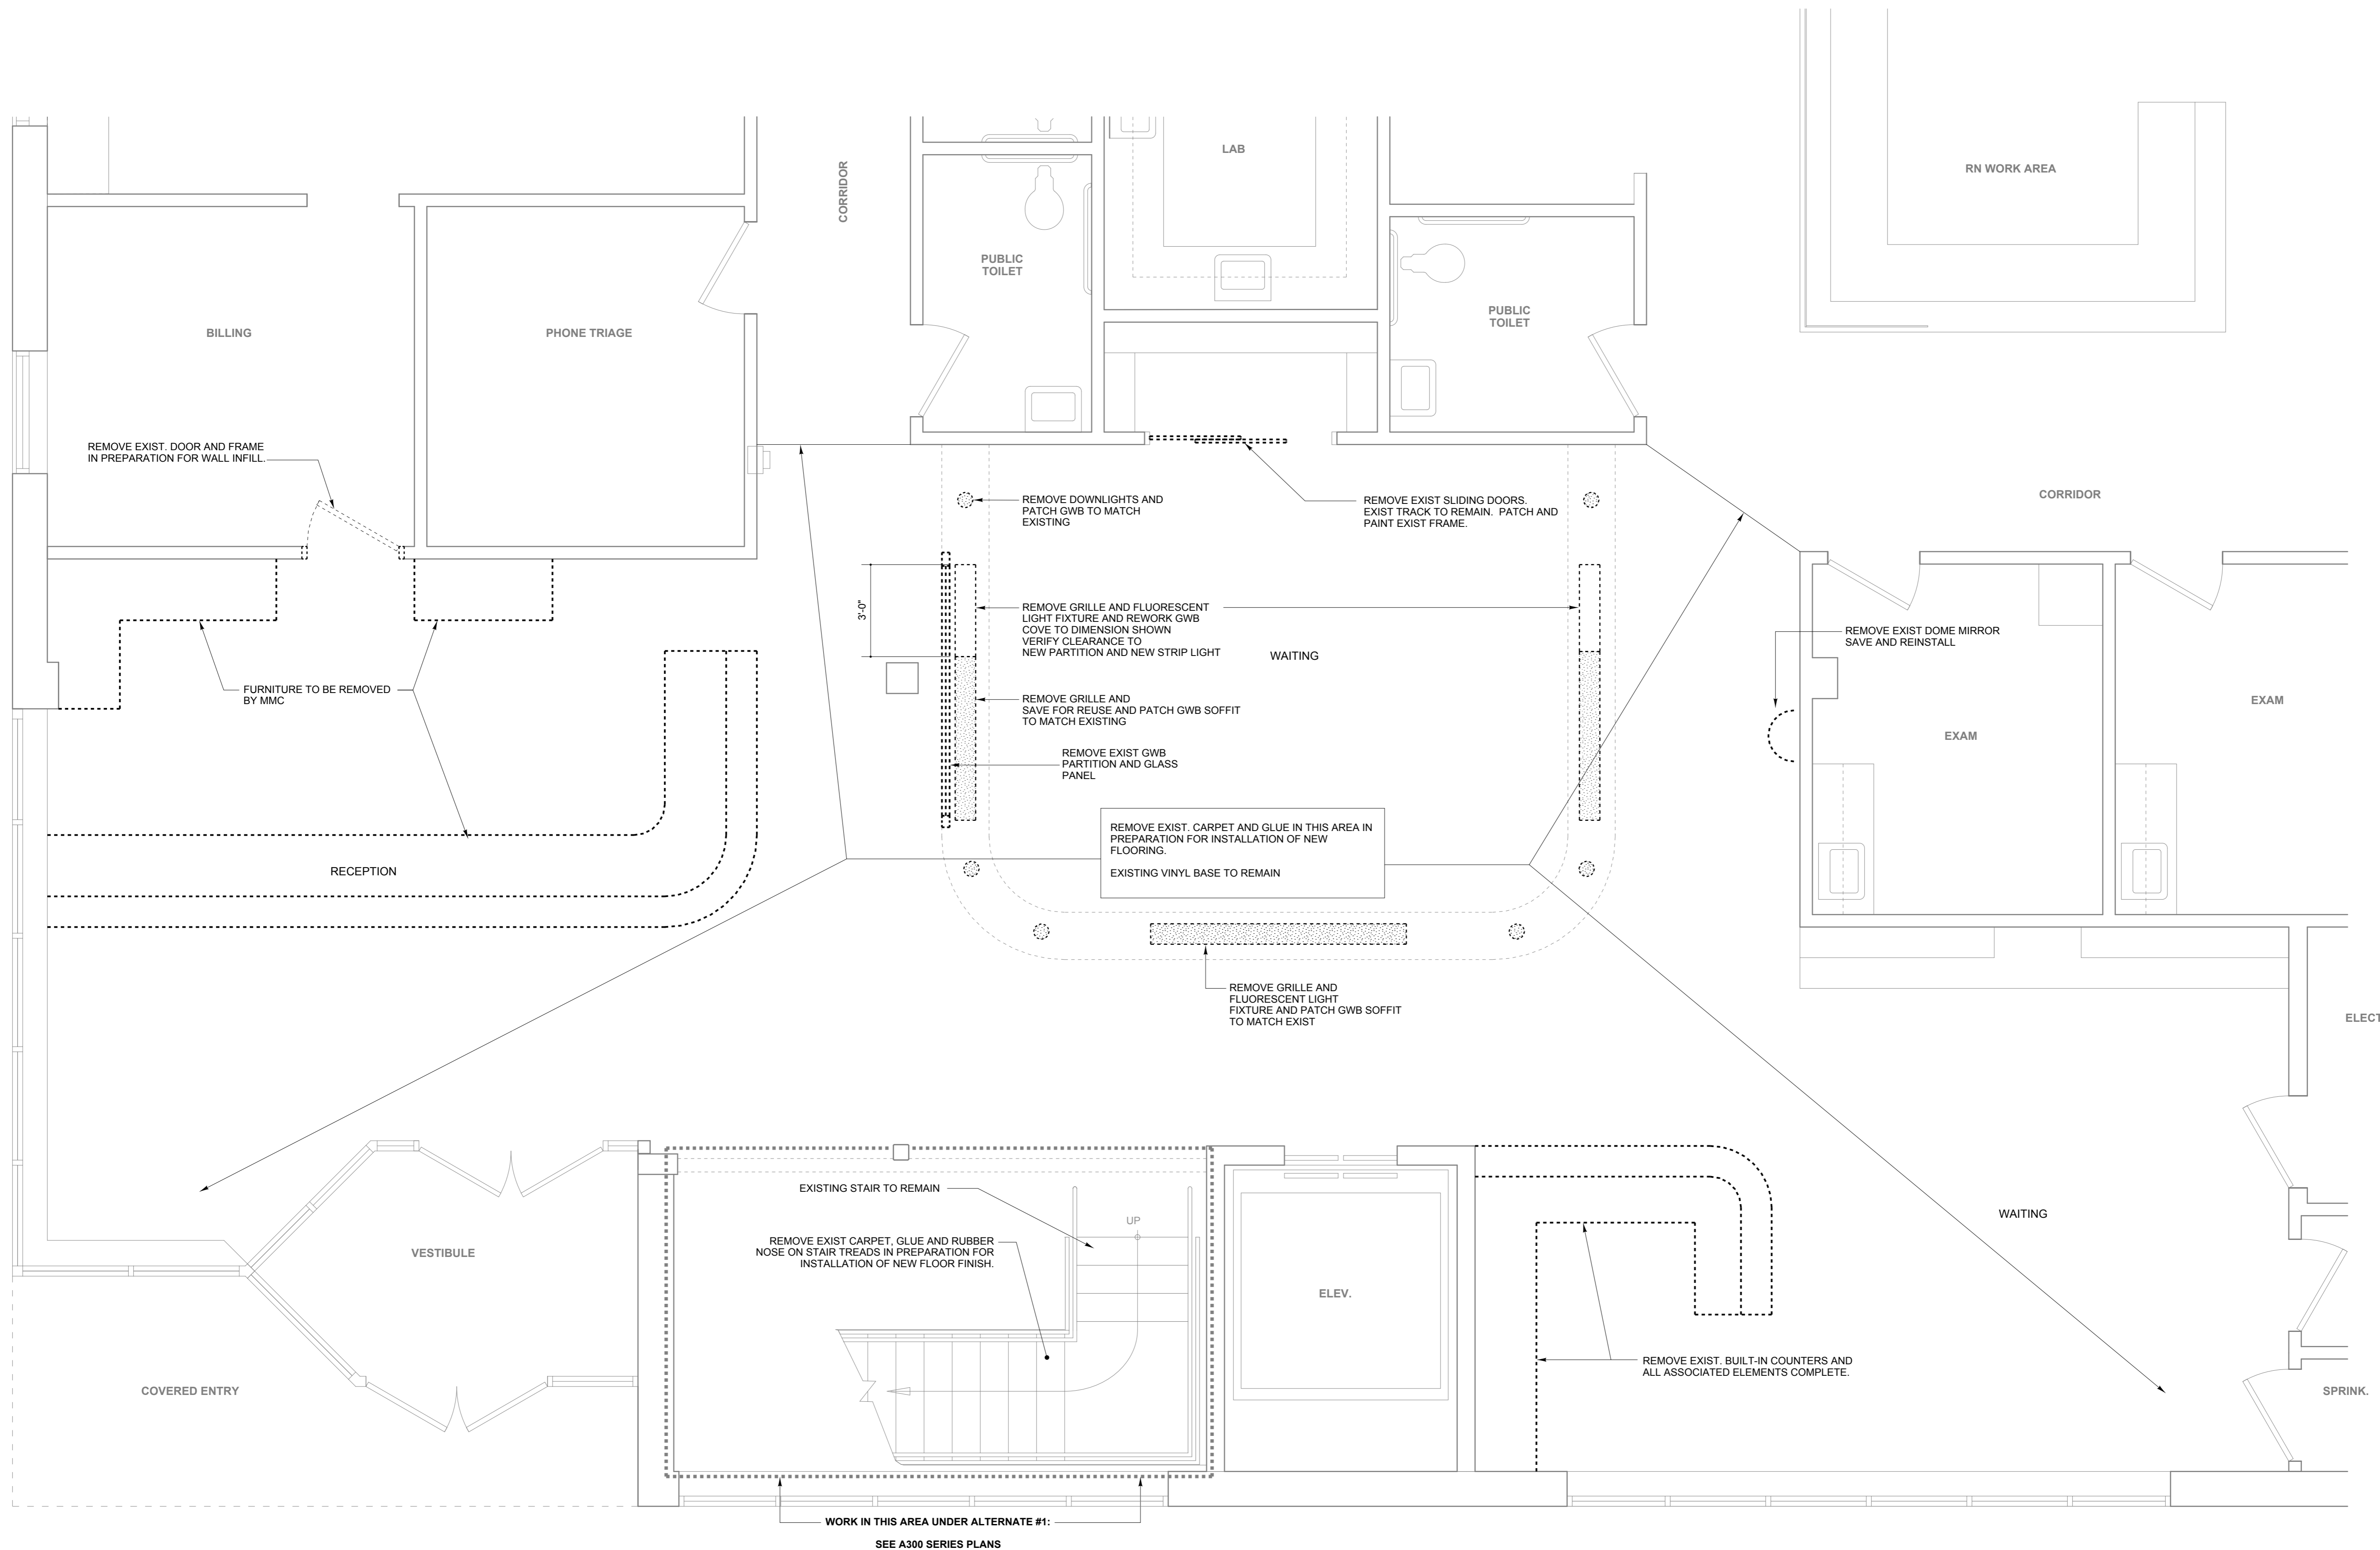 LAB
RN WORK AREA
CORRIDOR
PUBLIC
TOILET
PUBLIC
TOILET
BILLING
PHONE TRIAGE
REMOVE EXIST. DOOR AND FRAME
IN PREPARATION FOR WALL INFILL.
REMOVE DOWNLIGHTS AND
PATCH GWB TO MATCH
EXISTING
REMOVE EXIST SLIDING DOORS.
EXIST TRACK TO REMAIN. PATCH AND
PAINT EXIST FRAME.
CORRIDOR
3'-0"
REMOVE GRILLE AND FLUORESCENT
LIGHT FIXTURE AND REWORK GWB
COVE TO DIMENSION SHOWN
VERIFY CLEARANCE TO
NEW PARTITION AND NEW STRIP LIGHT
WAITING
REMOVE EXIST DOME MIRROR
SAVE AND REINSTALL
FURNITURE TO BE REMOVED
BY MMC
REMOVE GRILLE AND
SAVE FOR REUSE AND PATCH GWB SOFFIT
TO MATCH EXISTING
EXAM
EXAM
REMOVE EXIST GWB
PARTITION AND GLASS
PANEL
REMOVE EXIST. CARPET AND GLUE IN THIS AREA IN
PREPARATION FOR INSTALLATION OF NEW
FLOORING.
EXISTING VINYL BASE TO REMAIN
RECEPTION
REMOVE GRILLE AND
FLUORESCENT LIGHT
FIXTURE AND PATCH GWB SOFFIT
TO MATCH EXIST
ELECT
EXISTING STAIR TO REMAIN
UP
WAITING
REMOVE EXIST CARPET, GLUE AND RUBBER
NOSE ON STAIR TREADS IN PREPARATION FOR
INSTALLATION OF NEW FLOOR FINISH.
VESTIBULE
ELEV.
REMOVE EXIST. BUILT-IN COUNTERS AND
ALL ASSOCIATED ELEMENTS COMPLETE.
COVERED ENTRY
SPRINK.
WORK IN THIS AREA UNDER ALTERNATE #1:
SEE A300 SERIES PLANS